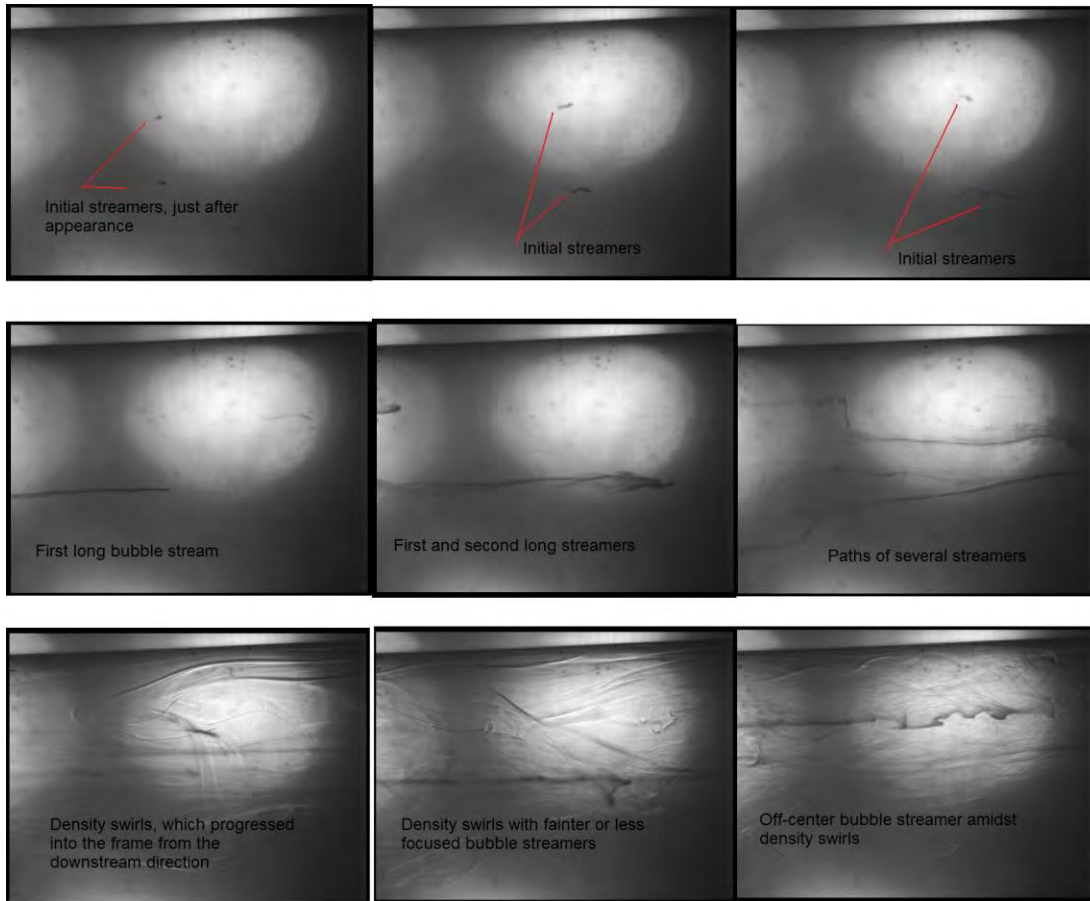 Initial streamers, just after
appearance
Initial streamers
Initial streamers
First long bubble stream
First and second long streamers
Paths of several streamers
Density swirls, which progressed
into the frame from the
downstream direction
Density swirls with fainter or less
focused bubble streamers
Off-center bubble streamer amidst
density swirls